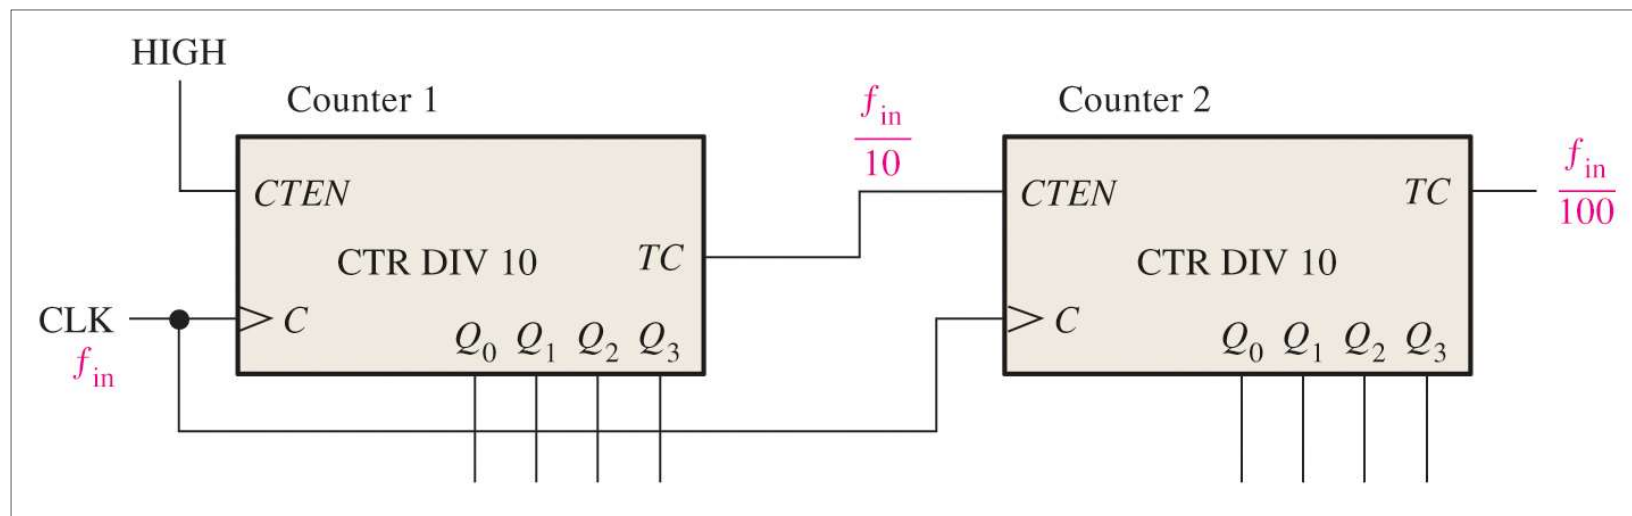 HIGH
Counter 1
f_in/10
Counter 2
f_in/100
CTEN
CTR DIV 10
TC
CLK
f_in
C
Q₀ Q₁ Q₂ Q₃
CTEN
TC
CTR DIV 10
C
Q₀ Q₁ Q₂ Q₃